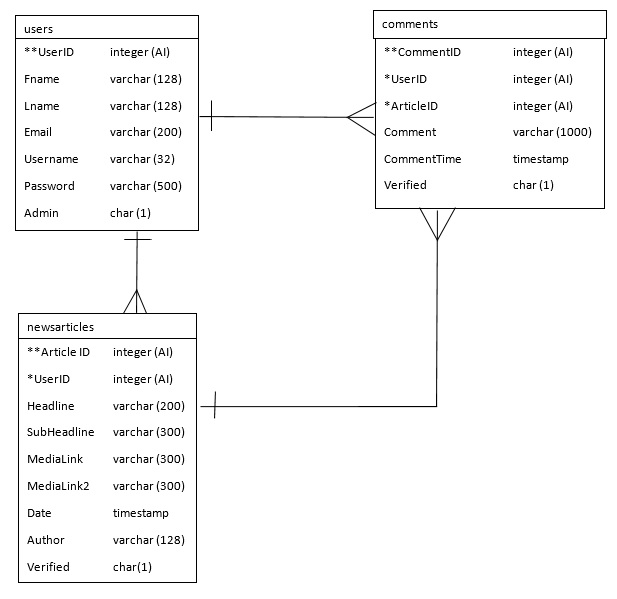 users
**UserID integer (AI)
Fname varchar (128)
Lname varchar (128)
Email varchar (200)
Username varchar (32)
Password varchar (500)
Admin char (1)
comments
**CommentID integer (AI)
*UserID integer (AI)
*ArticleID integer (AI)
Comment varchar (1000)
CommentTime timestamp
Verified char (1)
newsarticles
**Article ID integer (AI)
*UserID integer (AI)
Headline varchar (200)
SubHeadline varchar (300)
MediaLink varchar (300)
MediaLink2 varchar (300)
Date timestamp
Author varchar (128)
Verified char(1)